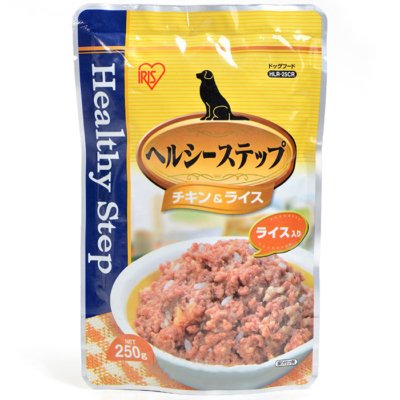 IRIS
ドッグフード
HLR-25CR
Healthy Step
ヘルシーステップ
チキン&ライス
ライス入り
NET
250g